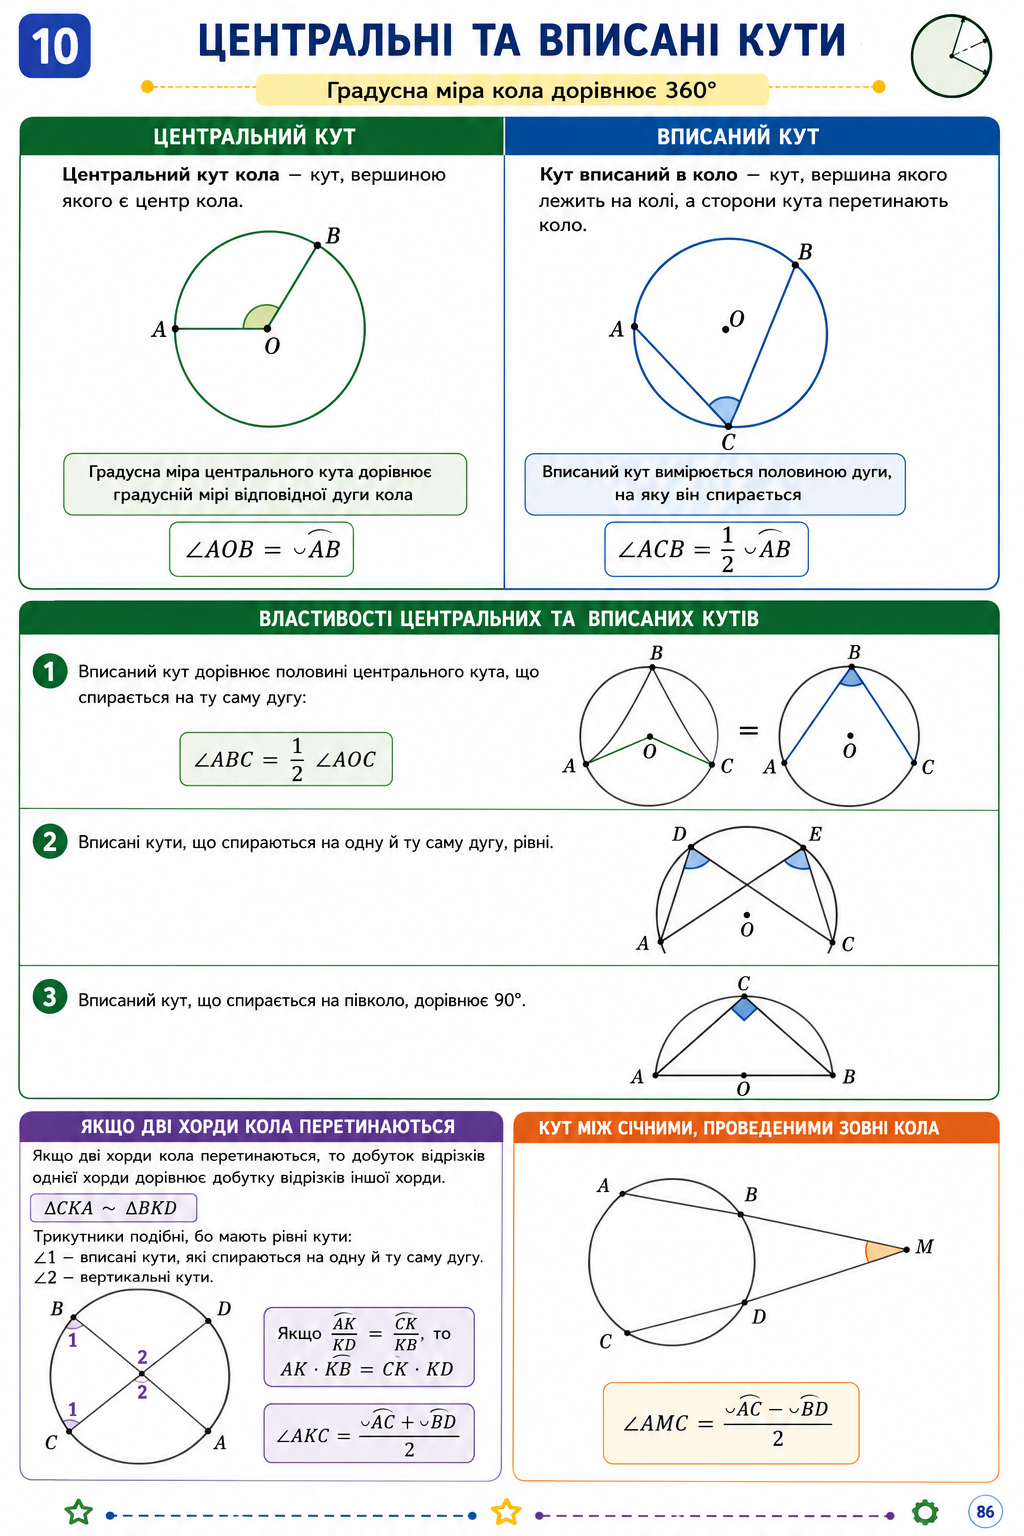 10
ЦЕНТРАЛЬНІ ТА ВПИСАНІ КУТИ
Градусна міра кола дорівнює 360°
ЦЕНТРАЛЬНИЙ КУТ
Центральний кут кола – кут, вершиною
якого є центр кола.
B
A
O
Градусна міра центрального кута дорівнює
градусній мірі відповідної дуги кола
∠AOB = ◡AB
ВПИСАНИЙ КУТ
Кут вписаний в коло – кут, вершина якого
лежить на колі, а сторони кута перетинають
коло.
B
O
A
C
Вписаний кут вимірюється половиною дуги,
на яку він спирається
∠ACB = 1/2 ◡AB
ВЛАСТИВОСТІ ЦЕНТРАЛЬНИХ ТА ВПИСАНИХ КУТІВ
1 Вписаний кут дорівнює половині центрального кута, що
спирається на ту саму дугу:
∠ABC = 1/2 ∠AOC
B
A
O
C
=
B
A
O
C
2 Вписані кути, що спираються на одну й ту саму дугу, рівні.
D
E
O
A
C
3 Вписаний кут, що спирається на півколо, дорівнює 90°.
C
A
O
B
ЯКЩО ДВІ ХОРДИ КОЛА ПЕРЕТИНАЮТЬСЯ
Якщо дві хорди кола перетинаються, то добуток відрізків
однієї хорди дорівнює добутку відрізків іншої хорди.
ΔCKA ~ ΔBKD
Трикутники подібні, бо мають рівні кути:
∠1 – вписані кути, які спираються на одну й ту саму дугу.
∠2 – вертикальні кути.
B
D
1
2
2
1
C
A
Якщо AK/KD = CK/KB, то
AK · KB = CK · KD
∠AKC = (◡AC + ◡BD)/2
КУТ МІЖ СІЧНИМИ, ПРОВЕДЕНИМИ ЗОВНІ КОЛА
A
B
M
D
C
∠AMC = (◡AC − ◡BD)/2
86